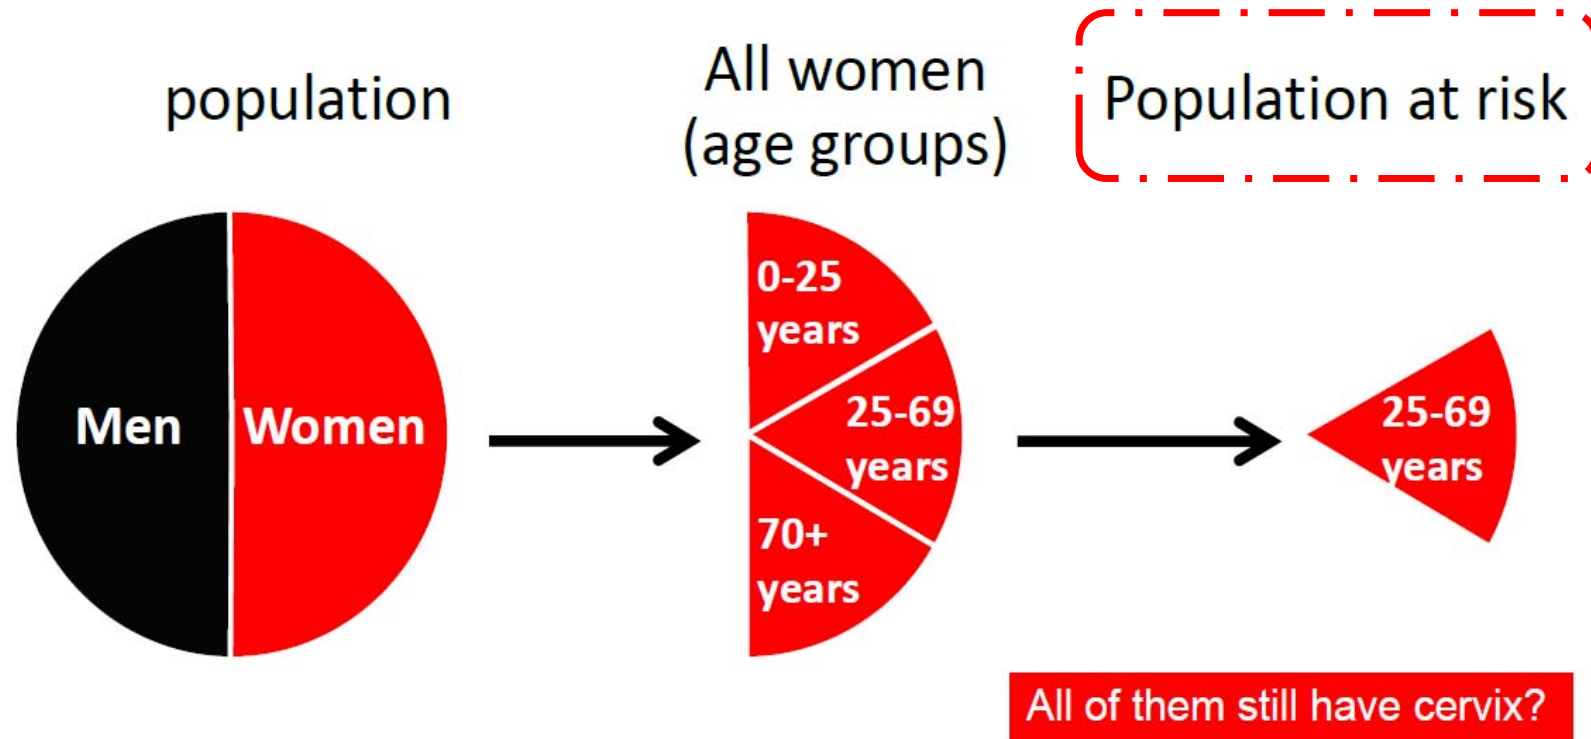 population
All women
(age groups)
Population at risk
Men
Women
0-25
years
25-69
years
70+
years
25-69
years
All of them still have cervix?